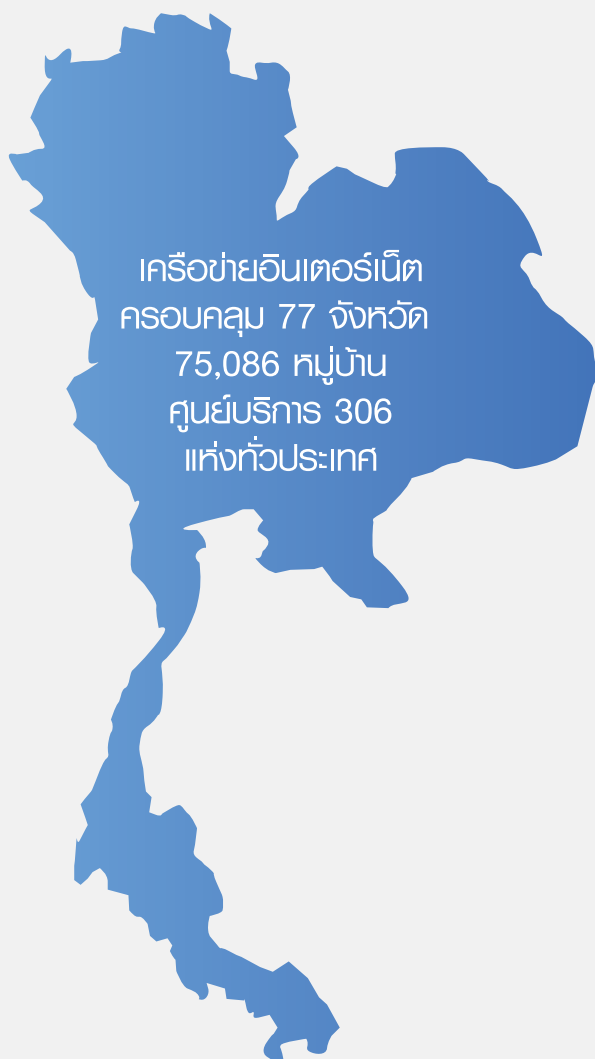 เครือข่ายอินเตอร์เน็ต
ครอบคลุม 77 จังหวัด
75,086 หมู่บ้าน
ศูนย์บริการ 306
แห่งทั่วประเทศ